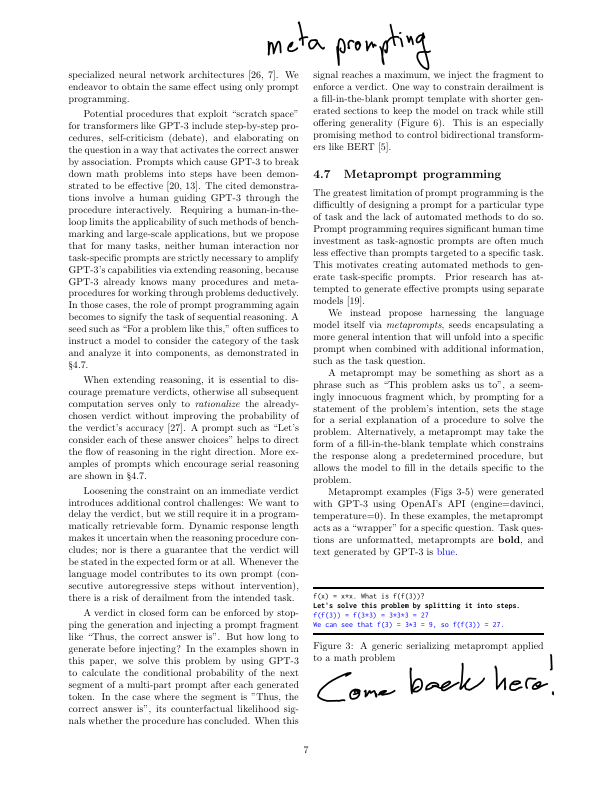 meta prompting
specialized neural network architectures [26, 7]. We
endeavor to obtain the same effect using only prompt
programming.
Potential procedures that exploit “scratch space”
for transformers like GPT-3 include step-by-step pro-
cedures, self-criticism (debate), and elaborating on
the question in a way that activates the correct answer
by association. Prompts which cause GPT-3 to break
down math problems into steps have been demon-
strated to be effective [20, 13]. The cited demonstra-
tions involve a human guiding GPT-3 through the
procedure interactively. Requiring a human-in-the-
loop limits the applicability of such methods of bench-
marking and large-scale applications, but we propose
that for many tasks, neither human interaction nor
task-specific prompts are strictly necessary to amplify
GPT-3's capabilities via extending reasoning, because
GPT-3 already knows many procedures and meta-
procedures for working through problems deductively.
In those cases, the role of prompt programming again
becomes to signify the task of sequential reasoning. A
seed such as “For a problem like this,” often suffices to
instruct a model to consider the category of the task
and analyze it into components, as demonstrated in
§4.7.
When extending reasoning, it is essential to dis-
courage premature verdicts, otherwise all subsequent
computation serves only to rationalize the already-
chosen verdict without improving the probability of
the verdict's accuracy [27]. A prompt such as “Let's
consider each of these answer choices” helps to direct
the flow of reasoning in the right direction. More ex-
amples of prompts which encourage serial reasoning
are shown in §4.7.
Loosening the constraint on an immediate verdict
introduces additional control challenges: We want to
delay the verdict, but we still require it in a program-
matically retrievable form. Dynamic response length
makes it uncertain when the reasoning procedure con-
cludes; nor is there a guarantee that the verdict will
be stated in the expected form or at all. Whenever the
language model contributes to its own prompt (con-
secutive autoregressive steps without intervention),
there is a risk of derailment from the intended task.
A verdict in closed form can be enforced by stop-
ping the generation and injecting a prompt fragment
like “Thus, the correct answer is”. But how long to
generate before injecting? In the examples shown in
this paper, we solve this problem by using GPT-3
to calculate the conditional probability of the next
segment of a multi-part prompt after each generated
token. In the case where the segment is ”Thus, the
correct answer is”, its counterfactual likelihood sig-
nals whether the procedure has concluded. When this
signal reaches a maximum, we inject the fragment to
enforce a verdict. One way to constrain derailment is
a fill-in-the-blank prompt template with shorter gen-
erated sections to keep the model on track while still
offering generality (Figure 6). This is an especially
promising method to control bidirectional transform-
ers like BERT [5].
4.7 Metaprompt programming
The greatest limitation of prompt programming is the
difficultly of designing a prompt for a particular type
of task and the lack of automated methods to do so.
Prompt programming requires significant human time
investment as task-agnostic prompts are often much
less effective than prompts targeted to a specific task.
This motivates creating automated methods to gen-
erate task-specific prompts. Prior research has at-
tempted to generate effective prompts using separate
models [19].
We instead propose harnessing the language
model itself via metaprompts, seeds encapsulating a
more general intention that will unfold into a specific
prompt when combined with additional information,
such as the task question.
A metaprompt may be something as short as a
phrase such as “This problem asks us to”, a seem-
ingly innocuous fragment which, by prompting for a
statement of the problem's intention, sets the stage
for a serial explanation of a procedure to solve the
problem. Alternatively, a metaprompt may take the
form of a fill-in-the-blank template which constrains
the response along a predetermined procedure, but
allows the model to fill in the details specific to the
problem.
Metaprompt examples (Figs 3-5) were generated
with GPT-3 using OpenAI's API (engine=davinci,
temperature=0). In these examples, the metaprompt
acts as a “wrapper” for a specific question. Task ques-
tions are unformatted, metaprompts are bold, and
text generated by GPT-3 is blue.
f(x) = x*x. What is f(f(3))?
Let's solve this problem by splitting it into steps.
f(f(3)) = f(3*3) = 3*3*3 = 27
We can see that f(3) = 3*3 = 9, so f(f(3)) = 27.
Figure 3: A generic serializing metaprompt applied
to a math problem
Come back here!
7